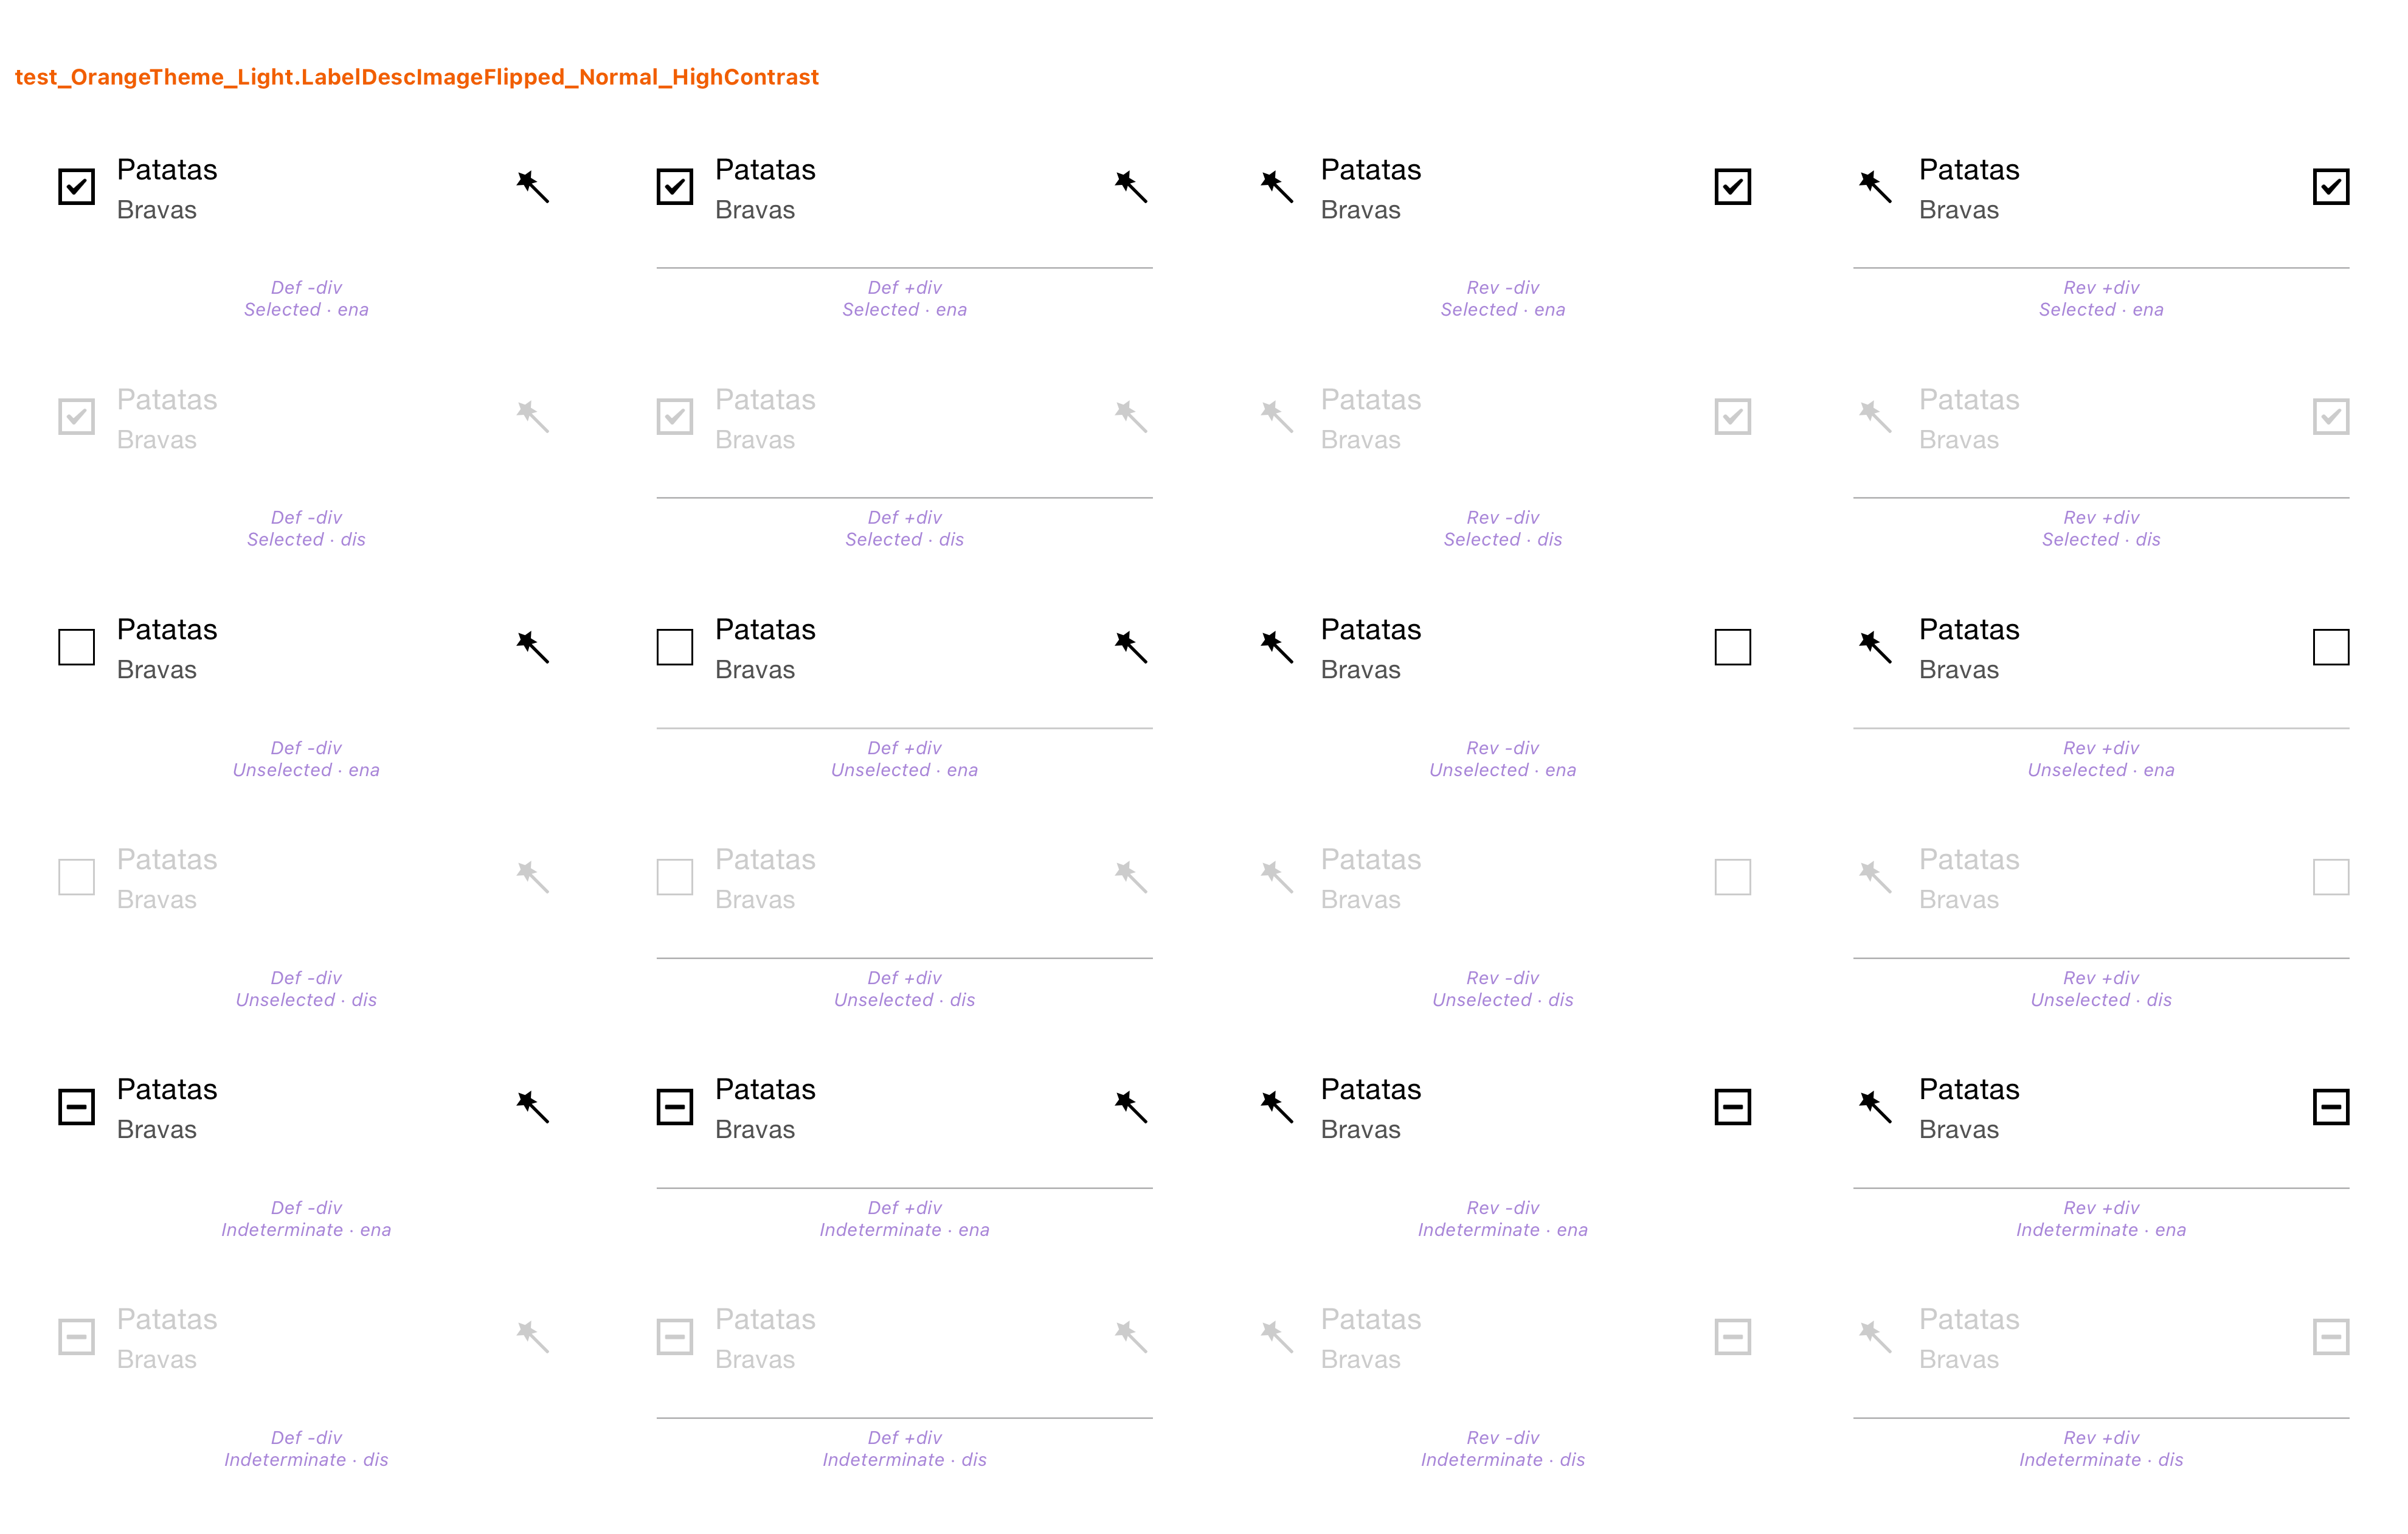 test_OrangeTheme_Light.LabelDescImageFlipped_Normal_HighContrast
Patatas
Bravas
Def -div
Selected · ena
Patatas
Bravas
Def +div
Selected · ena
Patatas
Bravas
Rev -div
Selected · ena
Patatas
Bravas
Rev +div
Selected · ena
Patatas
Bravas
Def -div
Selected · dis
Patatas
Bravas
Def +div
Selected · dis
Patatas
Bravas
Rev -div
Selected · dis
Patatas
Bravas
Rev +div
Selected · dis
Patatas
Bravas
Def -div
Unselected · ena
Patatas
Bravas
Def +div
Unselected · ena
Patatas
Bravas
Rev -div
Unselected · ena
Patatas
Bravas
Rev +div
Unselected · ena
Patatas
Bravas
Def -div
Unselected · dis
Patatas
Bravas
Def +div
Unselected · dis
Patatas
Bravas
Rev -div
Unselected · dis
Patatas
Bravas
Rev +div
Unselected · dis
Patatas
Bravas
Def -div
Indeterminate · ena
Patatas
Bravas
Def +div
Indeterminate · ena
Patatas
Bravas
Rev -div
Indeterminate · ena
Patatas
Bravas
Rev +div
Indeterminate · ena
Patatas
Bravas
Def -div
Indeterminate · dis
Patatas
Bravas
Def +div
Indeterminate · dis
Patatas
Bravas
Rev -div
Indeterminate · dis
Patatas
Bravas
Rev +div
Indeterminate · dis